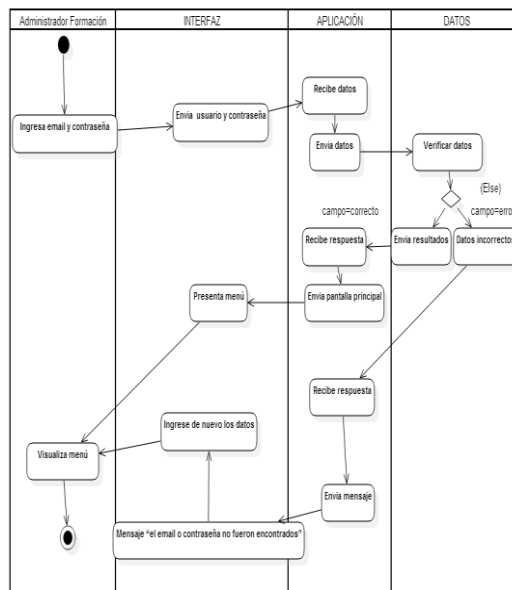 Administrador Formación
INTERFAZ
APLICACIÓN
DATOS
Ingresa email y contraseña
Envia usuario y contraseña
Recibe datos
Envia datos
Verificar datos
(Else)
campo=correcto
campo=erro
Recibe respuesta
Envia resultados
Datos incorrectos
Presenta menú
Envia pantalla principal
Recibe respuesta
Ingrese de nuevo los datos
Visualiza menú
Envia mensaje
Mensaje "el email o contraseña no fueron encontrados"